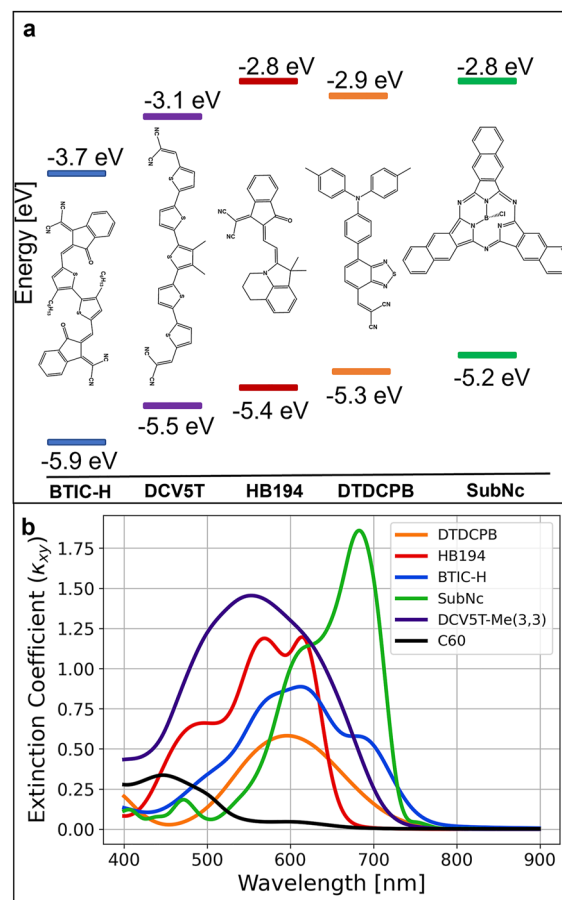 a
-2.8 eV
-2.9 eV
-2.8 eV
-3.1 eV
-3.7 eV
Energy [eV]
-5.2 eV
-5.3 eV
-5.4 eV
-5.5 eV
-5.9 eV
BTIC-H DCV5T HB194 DTDCPB SubNc
b
Extinction Coefficient (κxy)
1.75
1.50
1.25
1.00
0.75
0.50
0.25
0.00
DTDCPB
HB194
BTIC-H
SubNc
DCV5T-Me(3,3)
C60
400 500 600 700 800 900
Wavelength [nm]